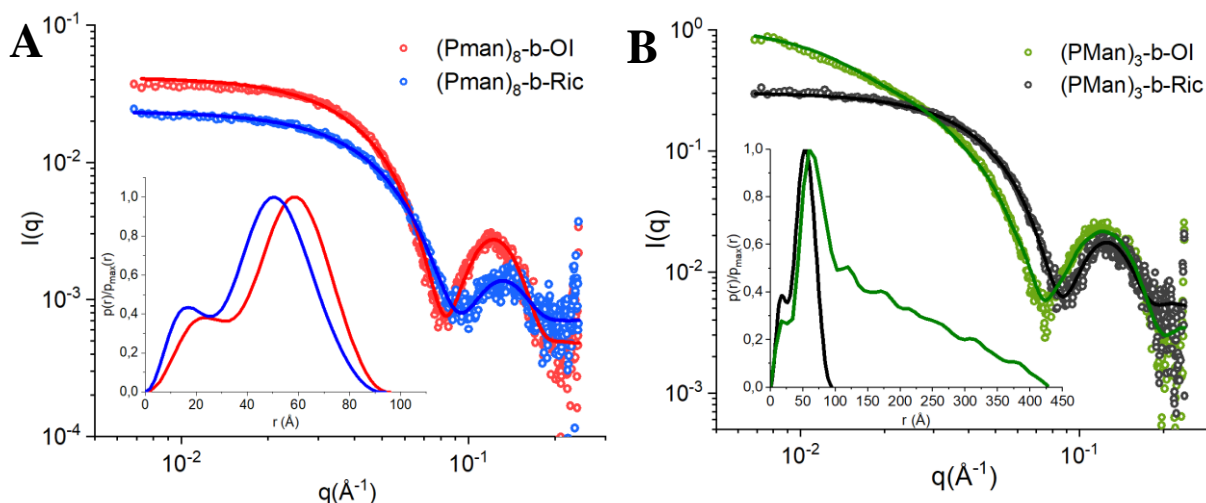 A
(Pman)8-b-Ol
(Pman)8-b-Ric
I(q)
10⁻¹
10⁻²
10⁻³
10⁻⁴
p(r)/pmax(r)
1,0
0,8
0,6
0,4
0,2
0,0
0 20 40 60 80 100
r (Å)
10⁻² 10⁻¹
q(Å⁻¹)
B
(PMan)3-b-Ol
(PMan)3-b-Ric
I(q)
10⁰
10⁻¹
10⁻²
10⁻³
p(r)/pmax(r)
1,0
0,8
0,6
0,4
0,2
0,0
0 50 100 150 200 250 300 350 400 450
r (Å)
10⁻² 10⁻¹
q(Å⁻¹)